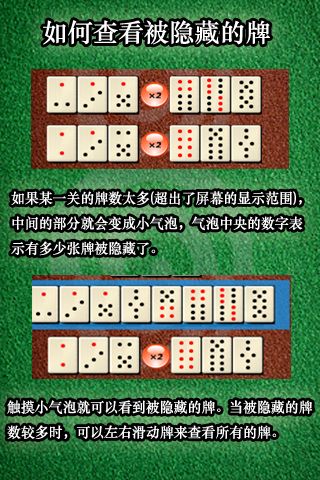 如何查看被隐藏的牌
×2
×2
如果某一关的牌数太多(超出了屏幕的显示范围)，
中间的部分就会变成小气泡，气泡中央的数字表
示有多少张牌被隐藏了。
×2
触摸小气泡就可以看到被隐藏的牌。当被隐藏的牌
数较多时，可以左右滑动牌来查看所有的牌。